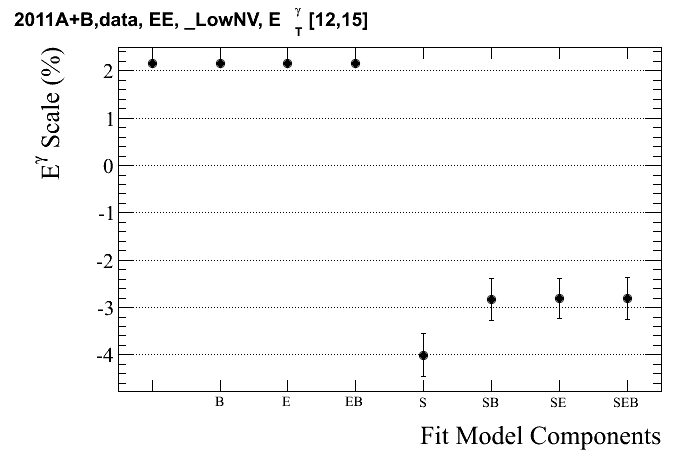 2011A+B,data, EE, _LowNV, E γ T [12,15]
E^γ Scale (%)
2
1
0
-1
-2
-3
-4
B E EB S SB SE SEB
Fit Model Components